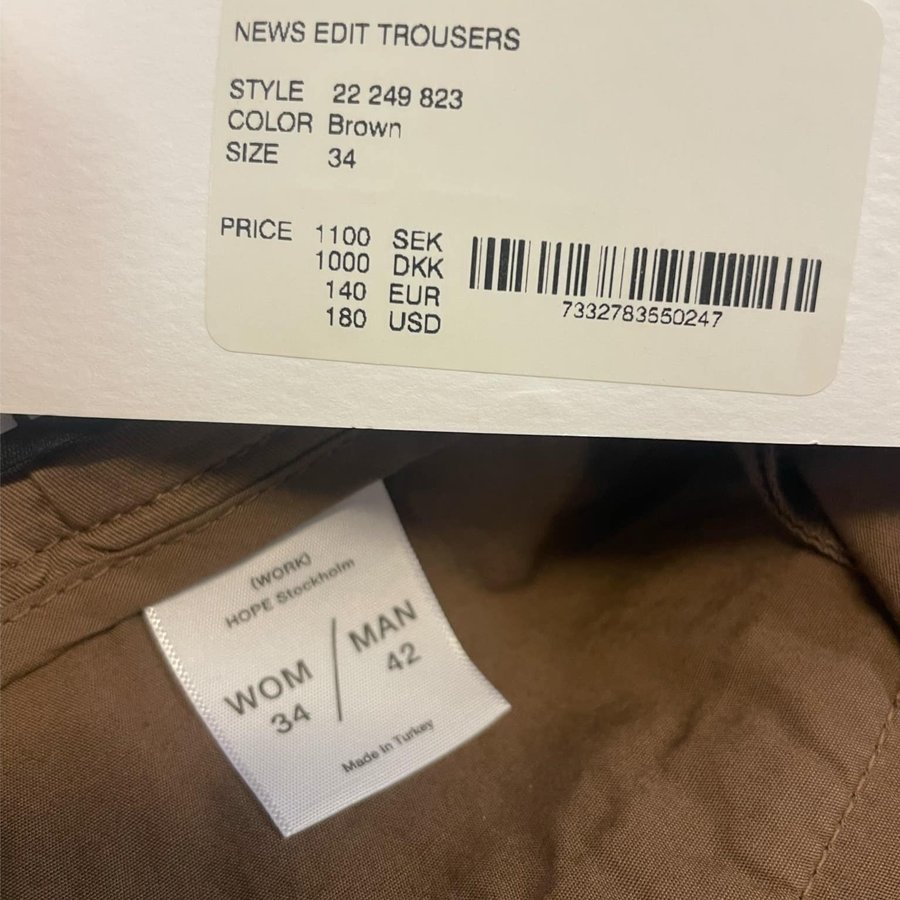 NEWS EDIT TROUSERS
STYLE 22 249 823
COLOR Brown
SIZE 34
PRICE 1100 SEK
1000 DKK
140 EUR
180 USD
7332783550247
(WORK)
HOPE Stockholm
WOM / MAN
34 42
Made In Turkey